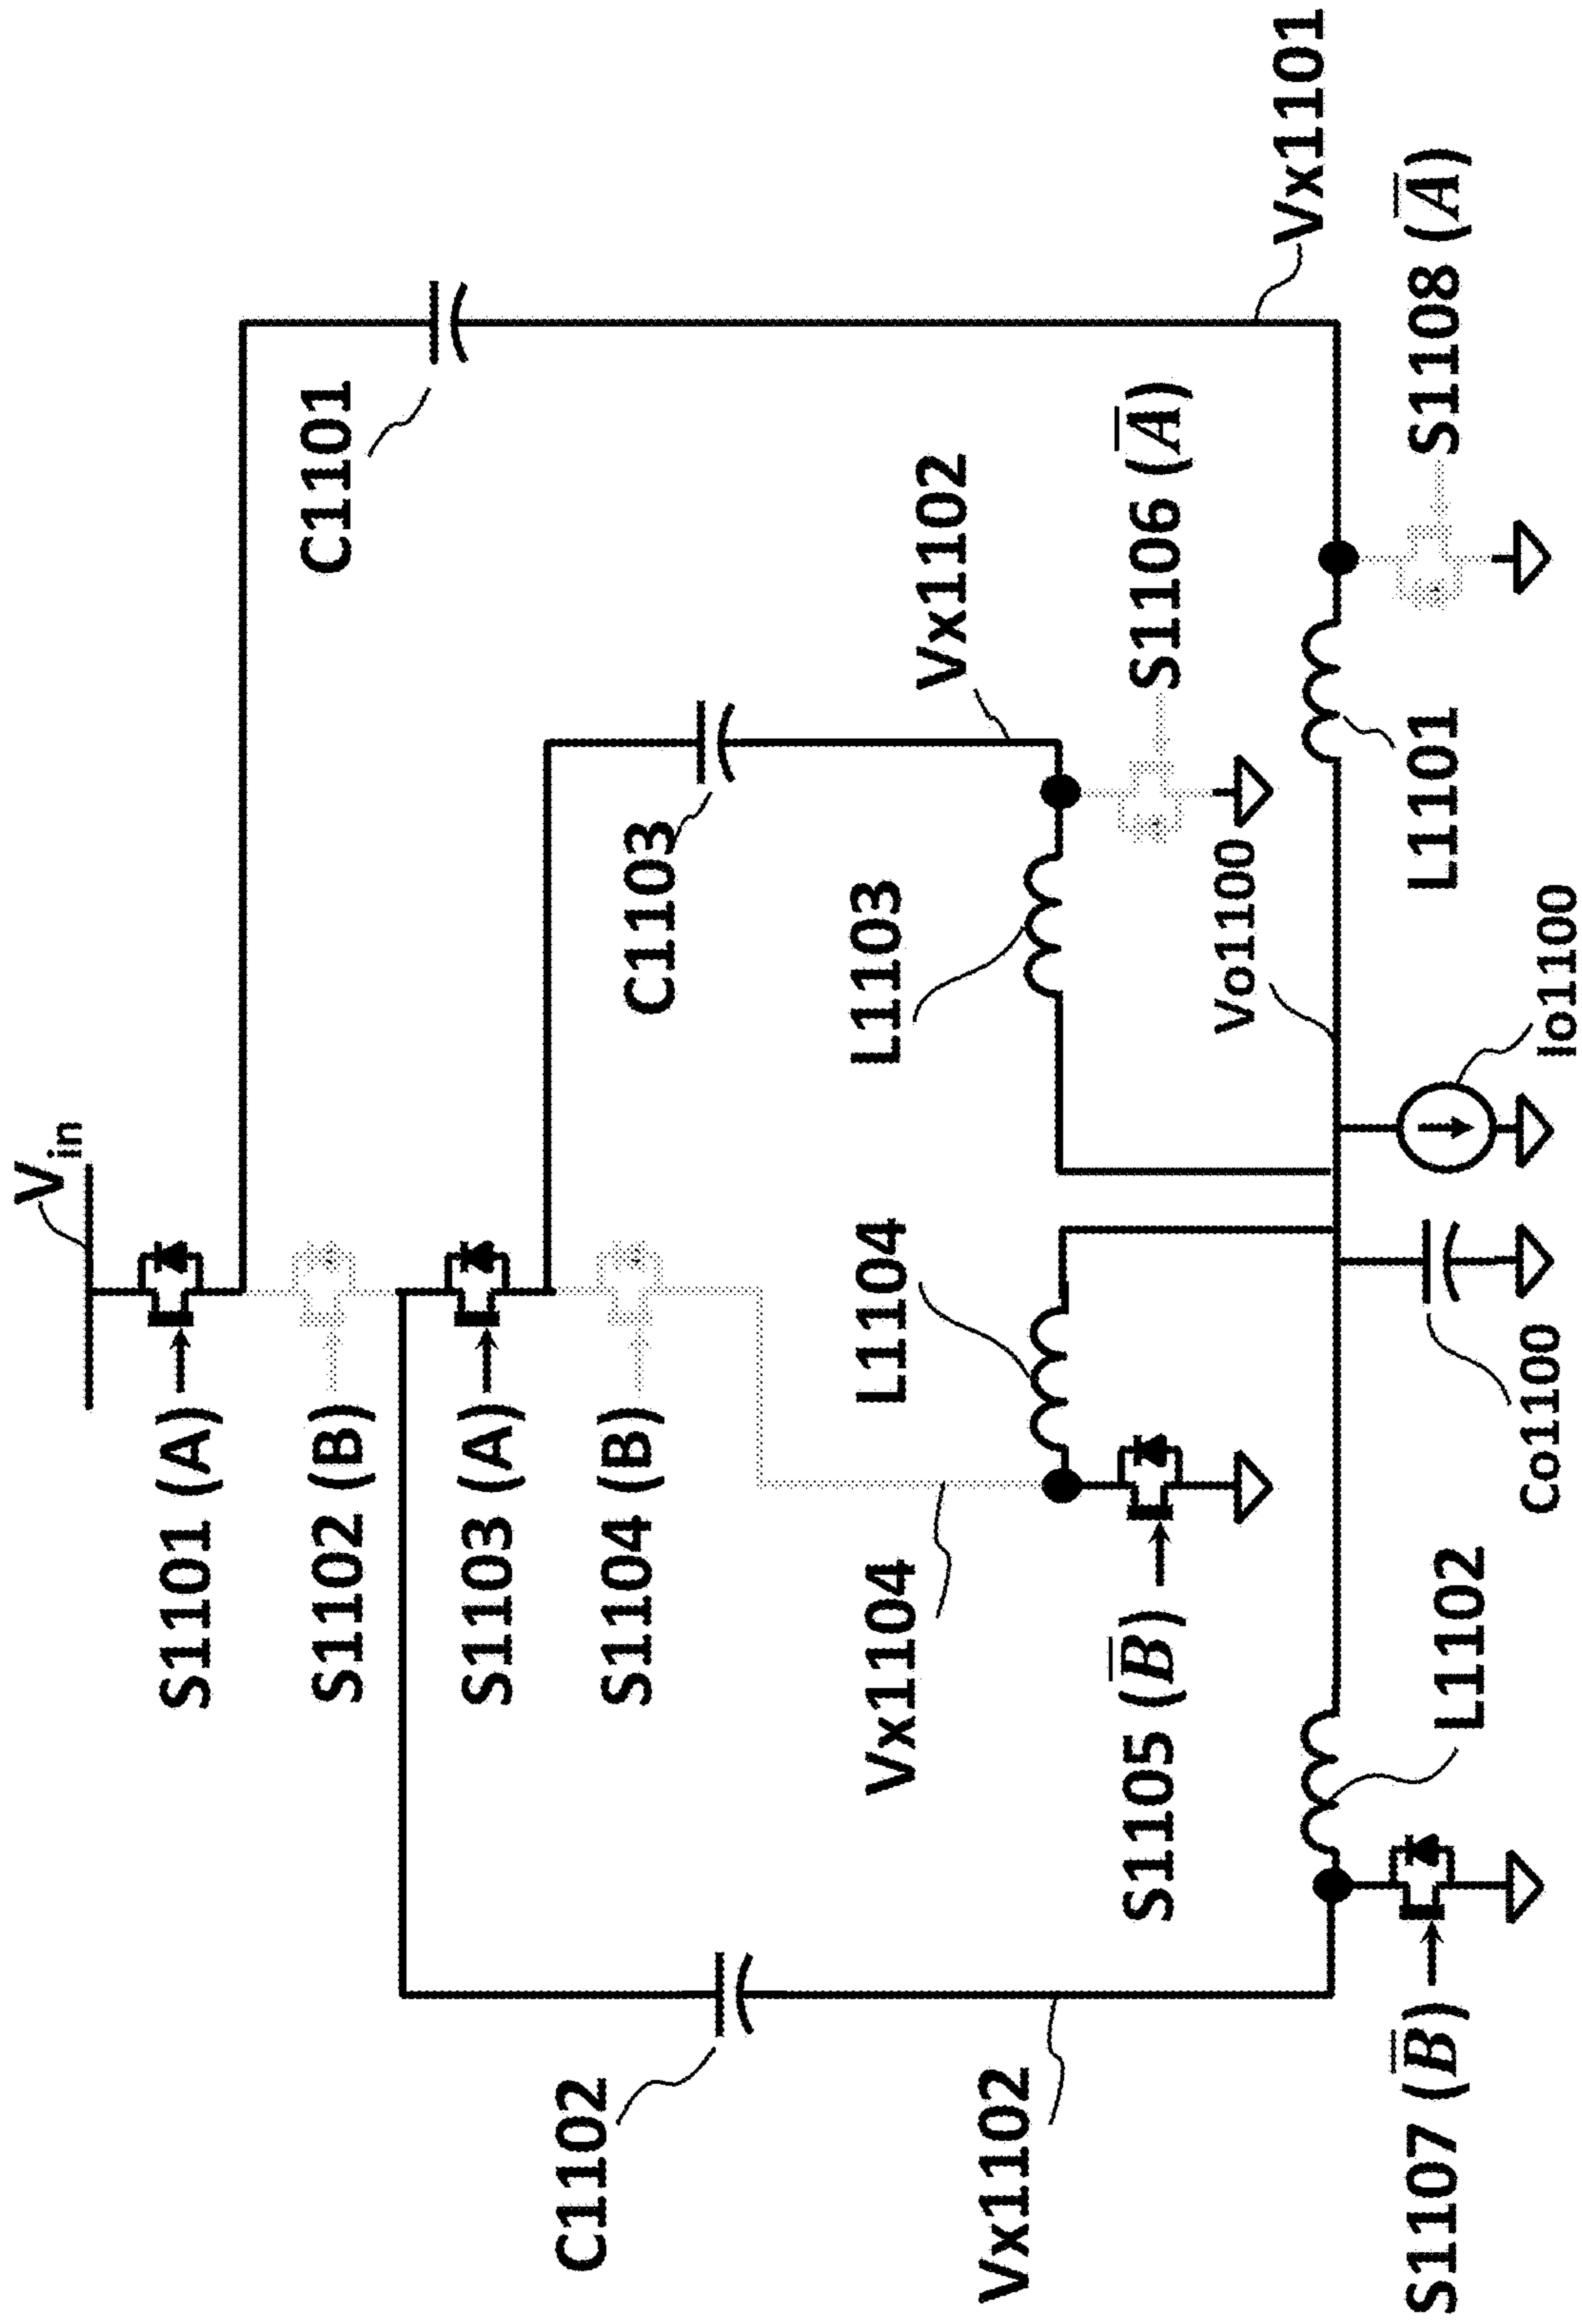 Vin
S1101 (A)
S1102 (B)
S1103 (A)
S1104 (B)
C1101
C1102
C1103
L1103
L1104
Vx1102
Vx1104
Vx1102
Vx1101
S1106 (A̅)
S1105 (B̅)
Vo1100
L1101
L1102
S1108 (A̅)
S1107 (B̅)
Co1100
Io1100